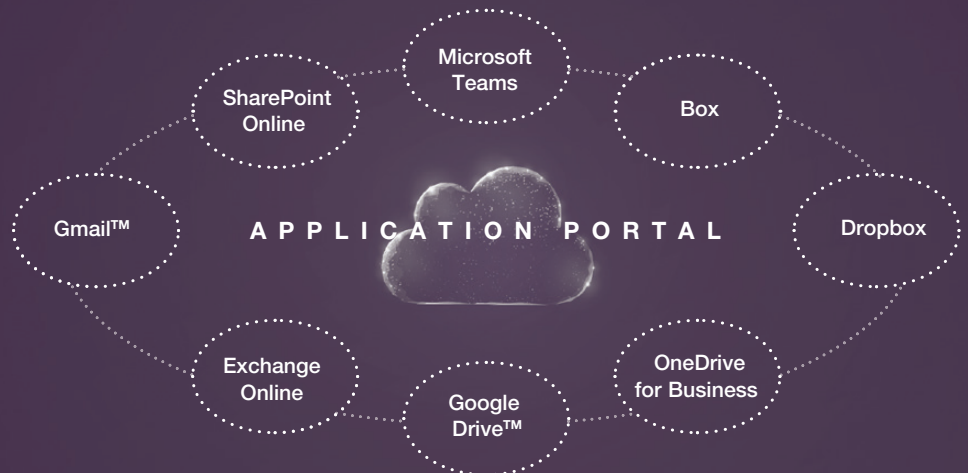 Microsoft
Teams
SharePoint
Online
Box
Gmail™
APPLICATION PORTAL
Dropbox
Exchange
Online
Google
Drive™
OneDrive
for Business